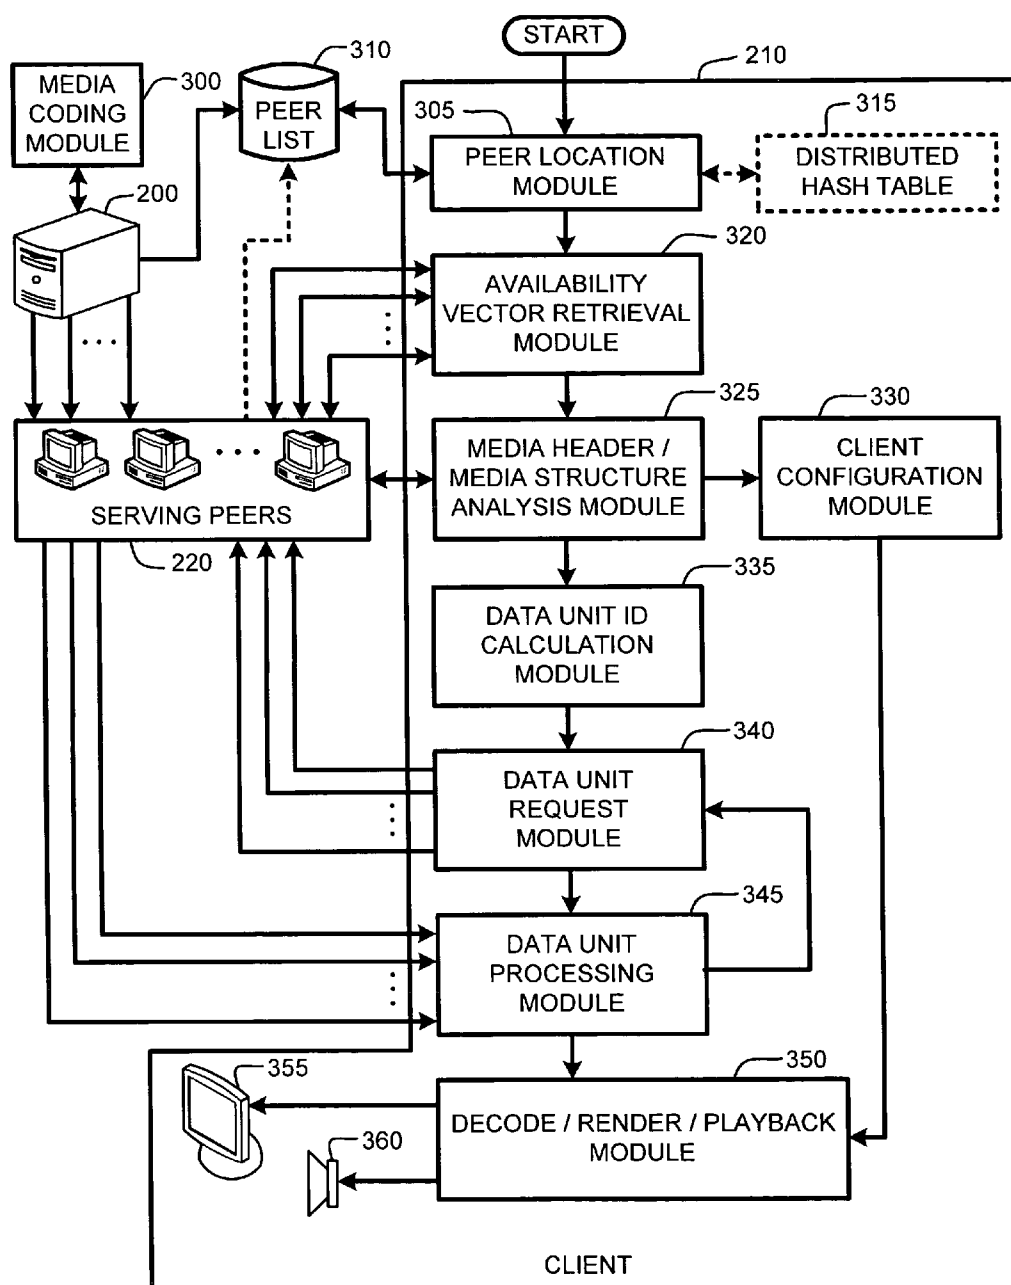 START
310
210
MEDIA
CODING
MODULE
300
PEER
LIST
305
315
PEER LOCATION
MODULE
DISTRIBUTED
HASH TABLE
200
320
AVAILABILITY
VECTOR RETRIEVAL
MODULE
. . .
325
330
MEDIA HEADER /
MEDIA STRUCTURE
ANALYSIS MODULE
CLIENT
CONFIGURATION
MODULE
. . .
SERVING PEERS
220
335
DATA UNIT ID
CALCULATION
MODULE
340
DATA UNIT
REQUEST
MODULE
345
DATA UNIT
PROCESSING
MODULE
355
350
DECODE / RENDER / PLAYBACK
MODULE
360
CLIENT